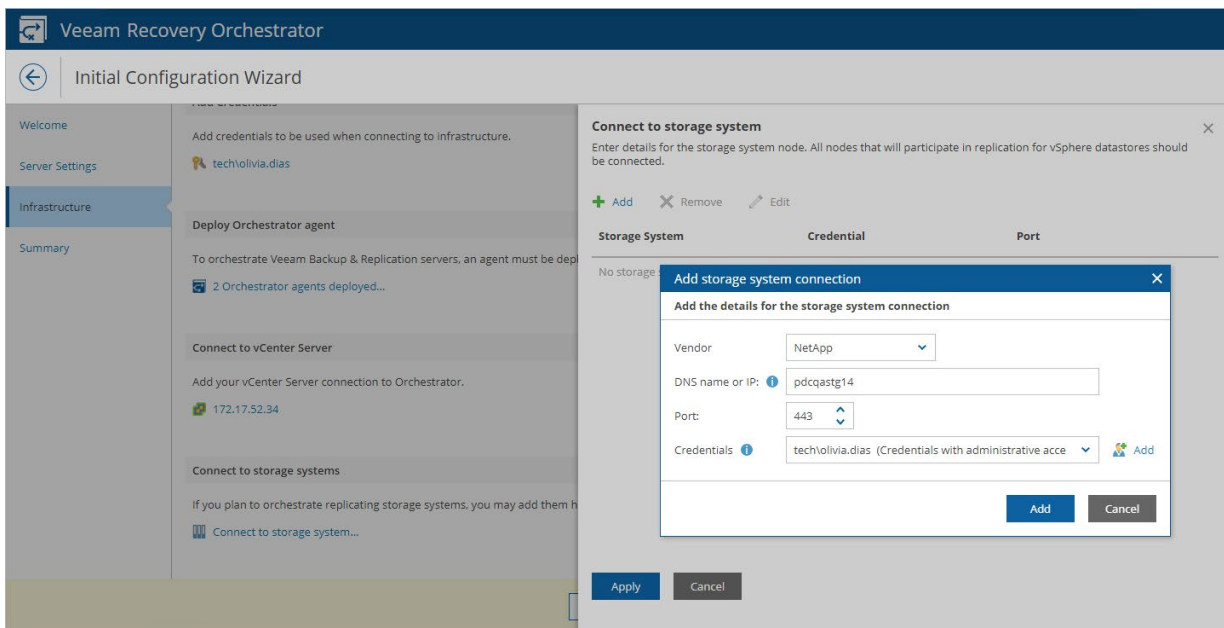 Veeam Recovery Orchestrator
Initial Configuration Wizard
Welcome
Server Settings
Infrastructure
Summary
Add credentials to be used when connecting to infrastructure.
tech\olivia.dias
Deploy Orchestrator agent
To orchestrate Veeam Backup & Replication servers, an agent must be depl
2 Orchestrator agents deployed...
Connect to vCenter Server
Add your vCenter Server connection to Orchestrator.
172.17.52.34
Connect to storage systems
If you plan to orchestrate replicating storage systems, you may add them h
Connect to storage system...
Connect to storage system
Enter details for the storage system node. All nodes that will participate in replication for vSphere datastores should
be connected.
Add Remove Edit
Storage System Credential Port
No storage
Add storage system connection
Add the details for the storage system connection
Vendor NetApp
DNS name or IP: pdcqastg14
Port: 443
Credentials tech\olivia.dias (Credentials with administrative acce Add
Add Cancel
Apply Cancel